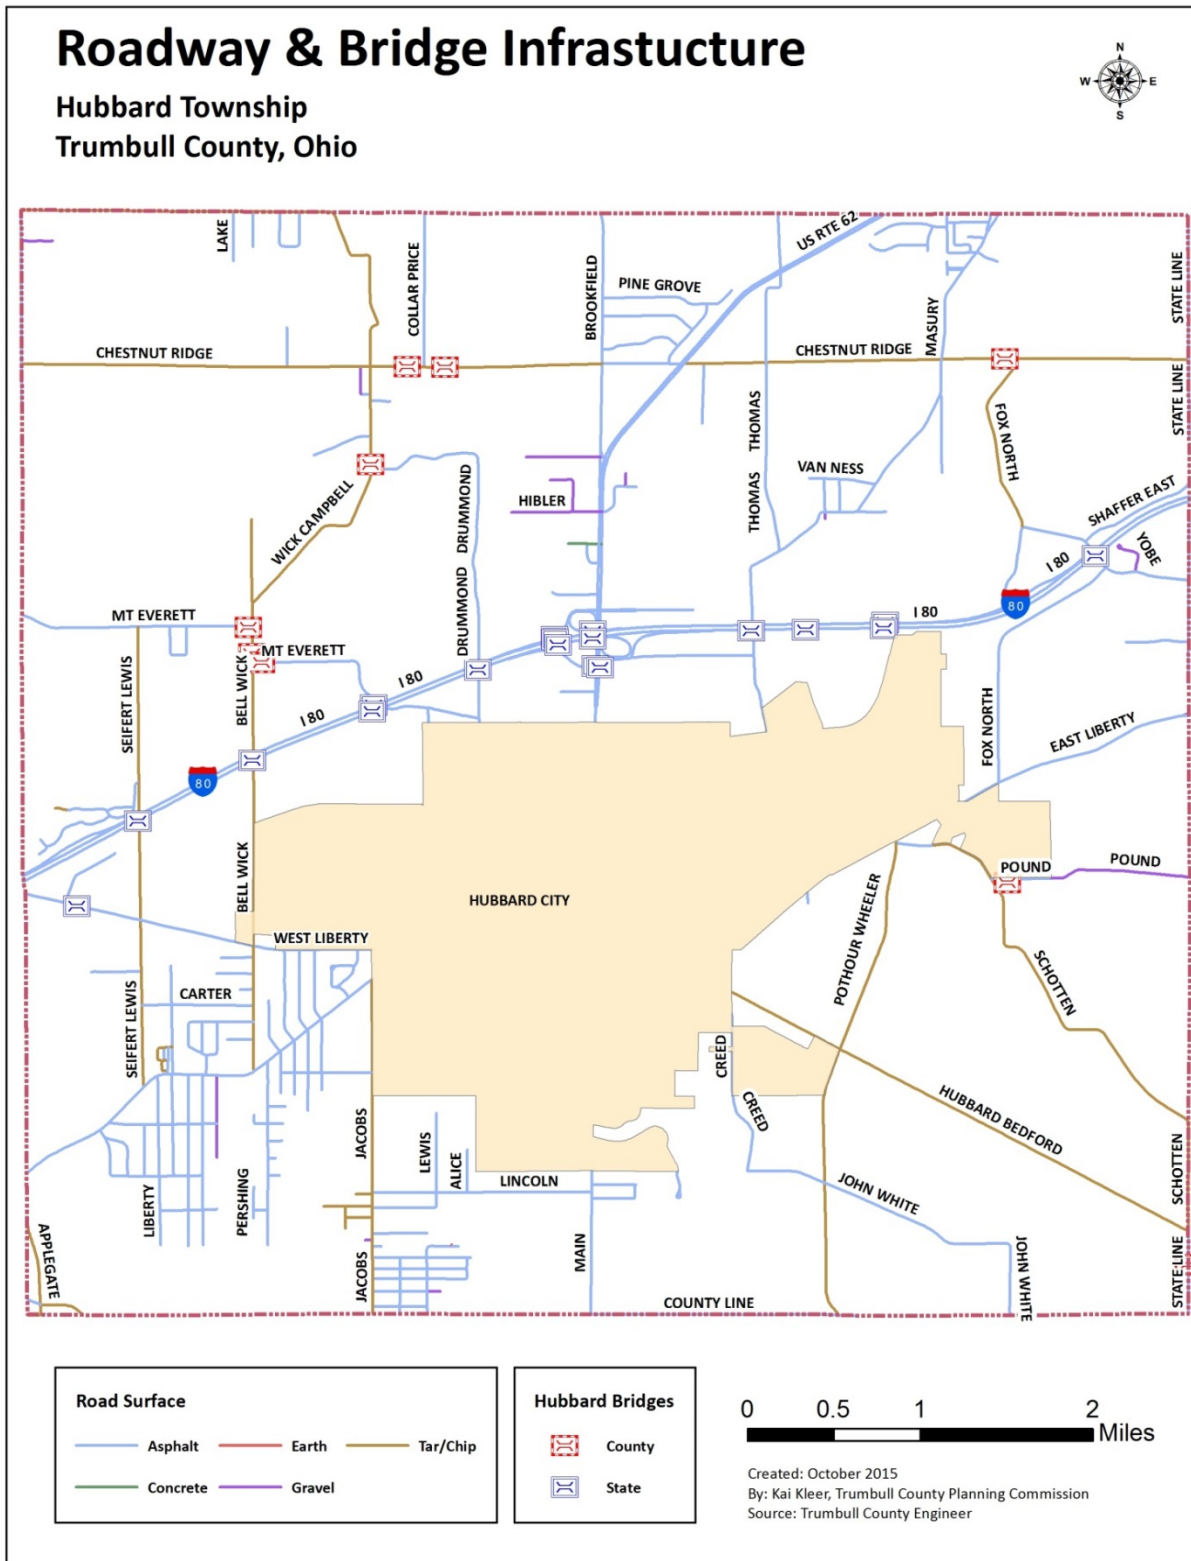 Roadway & Bridge Infrastucture
Hubbard Township
Trumbull County, Ohio
N
W E
S
LAKE
COLLAR PRICE
BROOKFIELD
PINE GROVE
US RTE 62
MASURY
STATE LINE
CHESTNUT RIDGE
CHESTNUT RIDGE
STATE LINE
THOMAS
FOX NORTH
WICK CAMPBELL
DRUMMOND
HIBLER
THOMAS
VAN NESS
SHAFFER EAST
YOBE
I 80
MT EVERETT
DRUMMOND
I 80
80
MT EVERETT
BELL WICK
SEIFERT LEWIS
I 80
I 80
80
FOX NORTH
EAST LIBERTY
BELL WICK
HUBBARD CITY
POUND
POUND
POTHOUR WHEELER
WEST LIBERTY
SCHOTTEN
CARTER
SEIFERT LEWIS
CREED
CREED
HUBBARD BEDFORD
JACOBS
LEWIS
ALICE
LINCOLN
LIBERTY
PERSHING
JOHN WHITE
SCHOTTEN
APPLEGATE
JACOBS
MAIN
JOHN WHITE
STATE LINE
COUNTY LINE
Road Surface
Asphalt Earth Tar/Chip
Concrete Gravel
Hubbard Bridges
County
State
0 0.5 1 2
Miles
Created: October 2015
By: Kai Kleer, Trumbull County Planning Commission
Source: Trumbull County Engineer